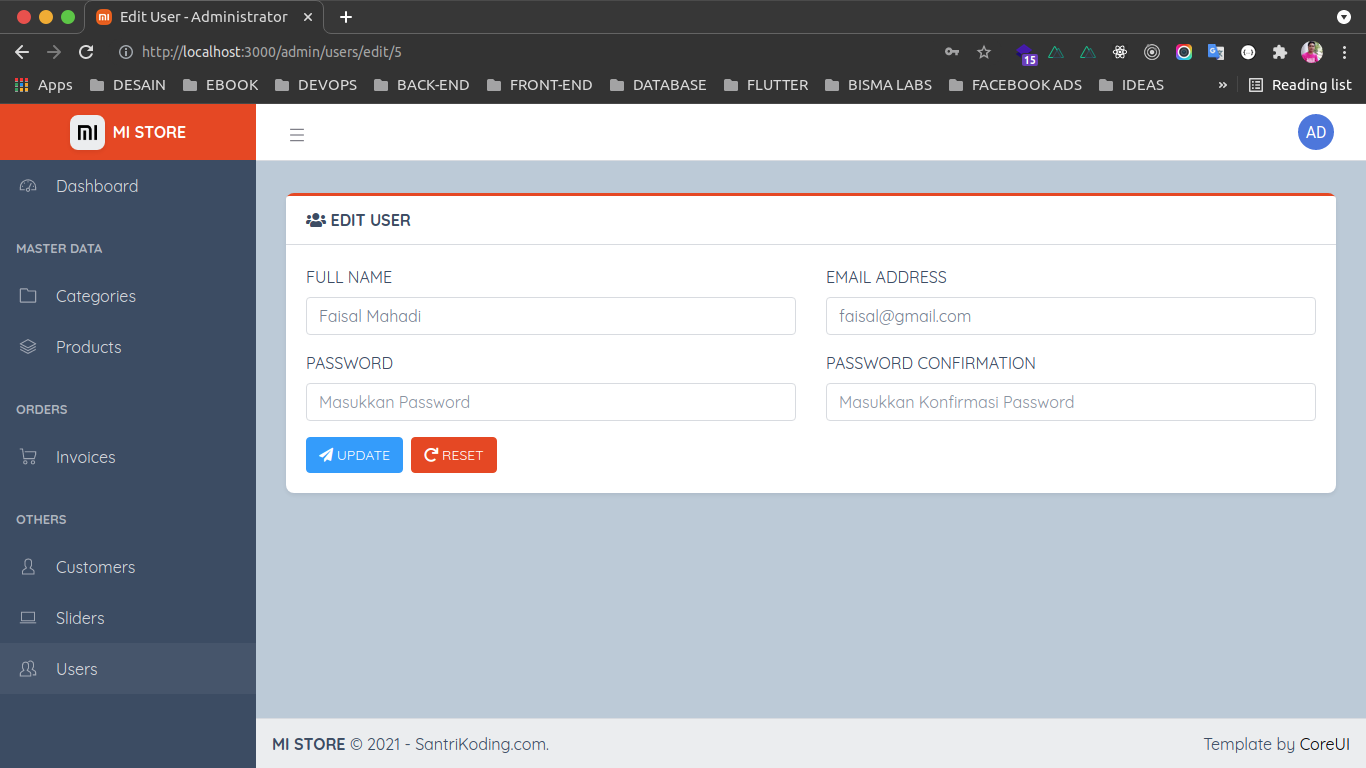 Edit User - Administrator
http://localhost:3000/admin/users/edit/5
15
Apps DESAIN EBOOK DEVOPS BACK-END FRONT-END DATABASE FLUTTER BISMA LABS FACEBOOK ADS IDEAS » Reading list
MI MI STORE
AD
Dashboard
MASTER DATA
Categories
Products
ORDERS
Invoices
OTHERS
Customers
Sliders
Users
EDIT USER
FULL NAME
Faisal Mahadi
EMAIL ADDRESS
faisal@gmail.com
PASSWORD
Masukkan Password
PASSWORD CONFIRMATION
Masukkan Konfirmasi Password
UPDATE RESET
MI STORE © 2021 - SantriKoding.com.
Template by CoreUI